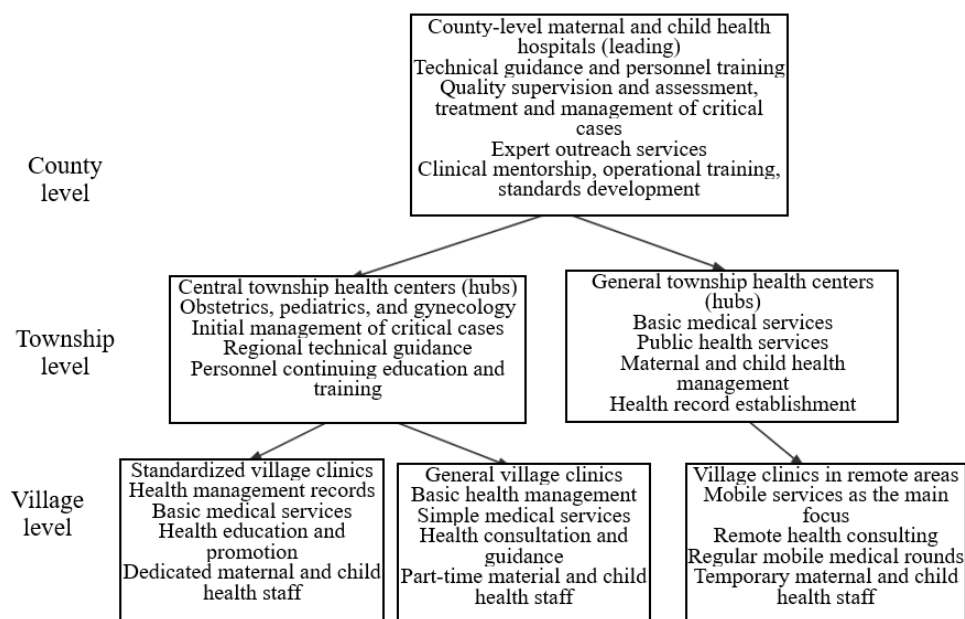 County-level maternal and child health
hospitals (leading)
Technical guidance and personnel training
Quality supervision and assessment,
treatment and management of critical
cases
Expert outreach services
Clinical mentorship, operational training,
standards development
County
level
Central township health centers (hubs)
Obstetrics, pediatrics, and gynecology
Initial management of critical cases
Regional technical guidance
Personnel continuing education and
training
General township health centers
(hubs)
Basic medical services
Public health services
Maternal and child health
management
Health record establishment
Township
level
Standardized village clinics
Health management records
Basic medical services
Health education and
promotion
Dedicated maternal and child
health staff
General village clinics
Basic health management
Simple medical services
Health consultation and
guidance
Part-time material and child
health staff
Village clinics in remote areas
Mobile services as the main
focus
Remote health consulting
Regular mobile medical rounds
Temporary maternal and child
health staff
Village
level